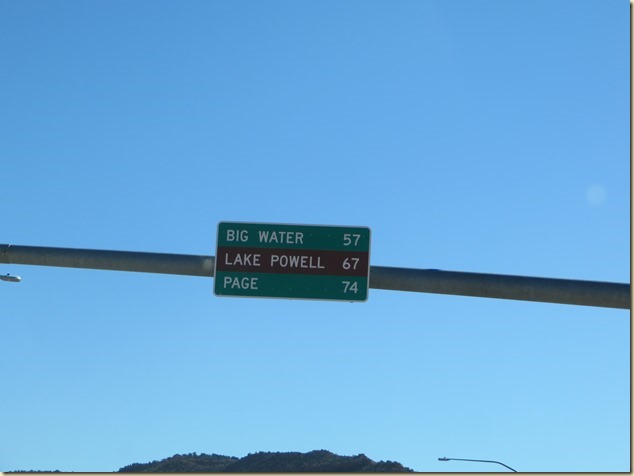 BIG WATER 57
LAKE POWELL 67
PAGE 74